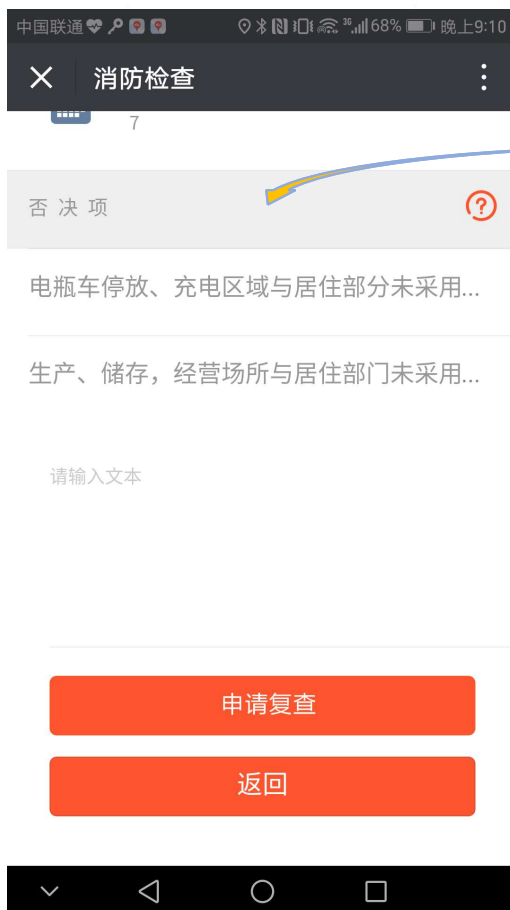 中国联通 36 68% 晚上9:10
消防检查
7
否决项
?
电瓶车停放、充电区域与居住部分未采用...
生产、储存，经营场所与居住部门未采用...
请输入文本
申请复查
返回